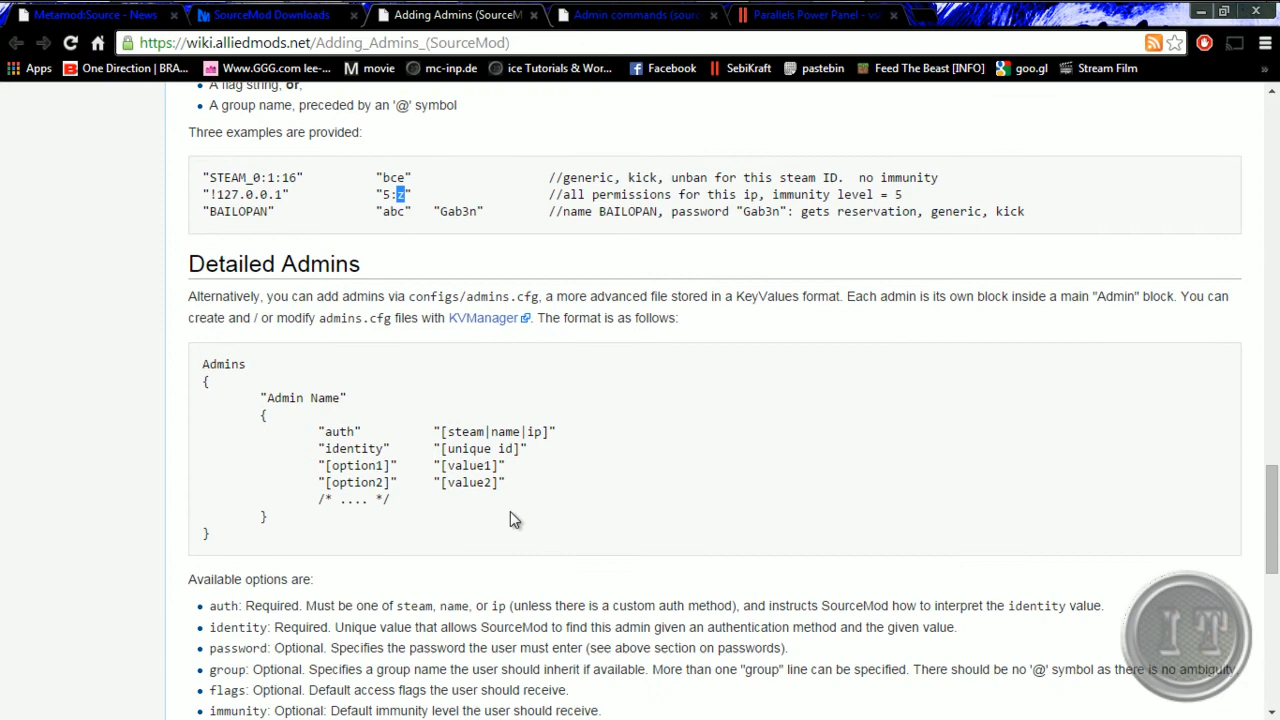 Metamod:Source - News
SourceMod Downloads
Adding Admins (SourceM
Admin commands (sourc
Parallels Power Panel - vs
https://wiki.alliedmods.net/Adding_Admins_(SourceMod)
Apps
One Direction | BRA...
Www.GGG.com lee-...
movie
mc-inp.de
ice Tutorials & Wo...
Facebook
SebiKraft
pastebin
Feed The Beast [INFO]
goo.gl
Stream Film
A flag string, or,
A group name, preceded by an '@' symbol
Three examples are provided:
"STEAM_0:1:16" "bce" //generic, kick, unban for this steam ID. no immunity
"!127.0.0.1" "5:z" //all permissions for this ip, immunity level = 5
"BAILOPAN" "abc" "Gab3n" //name BAILOPAN, password "Gab3n": gets reservation, generic, kick
Detailed Admins
Alternatively, you can add admins via configs/admins.cfg, a more advanced file stored in a KeyValues format. Each admin is its own block inside a main "Admin" block. You can
create and / or modify admins.cfg files with KVManager. The format is as follows:
Admins
{
"Admin Name"
{
"auth" "[steam|name|ip]"
"identity" "[unique id]"
"[option1]" "[value1]"
"[option2]" "[value2]"
/* .... */
}
}
Available options are:
auth: Required. Must be one of steam, name, or ip (unless there is a custom auth method), and instructs SourceMod how to interpret the identity value.
identity: Required. Unique value that allows SourceMod to find this admin given an authentication method and the given value.
password: Optional. Specifies the password the user must enter (see above section on passwords).
group: Optional. Specifies a group name the user should inherit if available. More than one "group" line can be specified. There should be no '@' symbol as there is no ambiguity.
flags: Optional. Default access flags the user should receive.
immunity: Optional: Default immunity level the user should receive.
IT